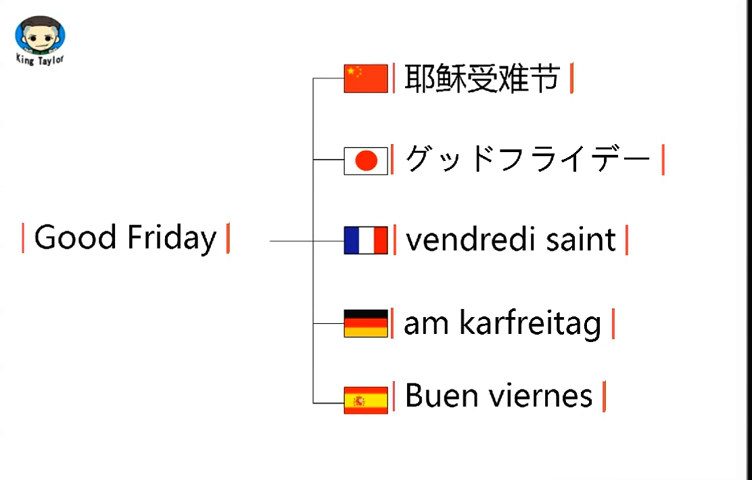 King Taylor
耶稣受难节
グッドフライデー
Good Friday
vendredi saint
am karfreitag
Buen viernes